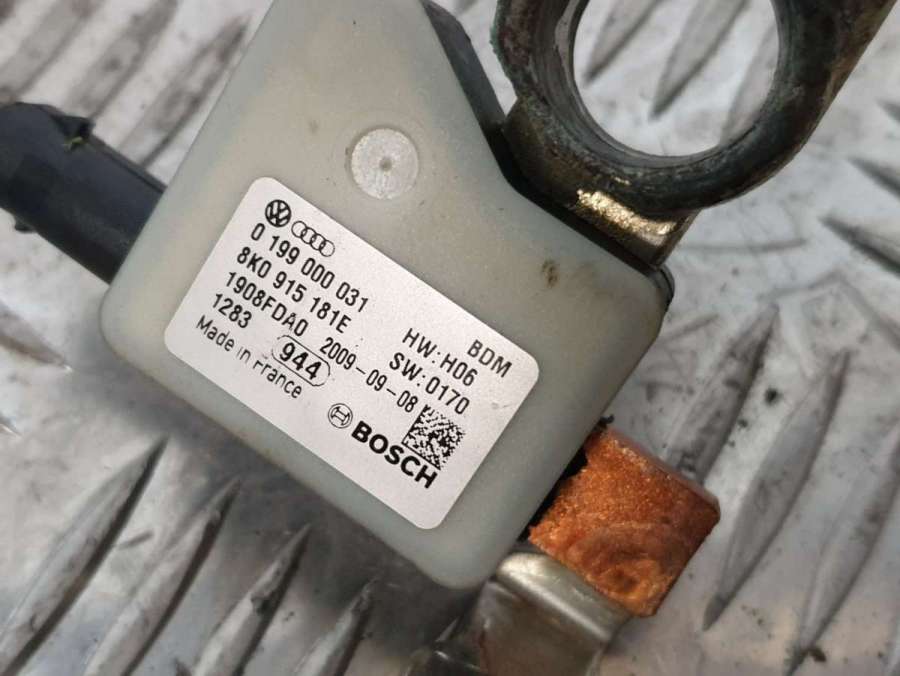 0 199 000 031
8K0 915 181E BDM
1908FDA0 HW:H06
1283 2009-09-08 SW:0170
944
Made in France BOSCH